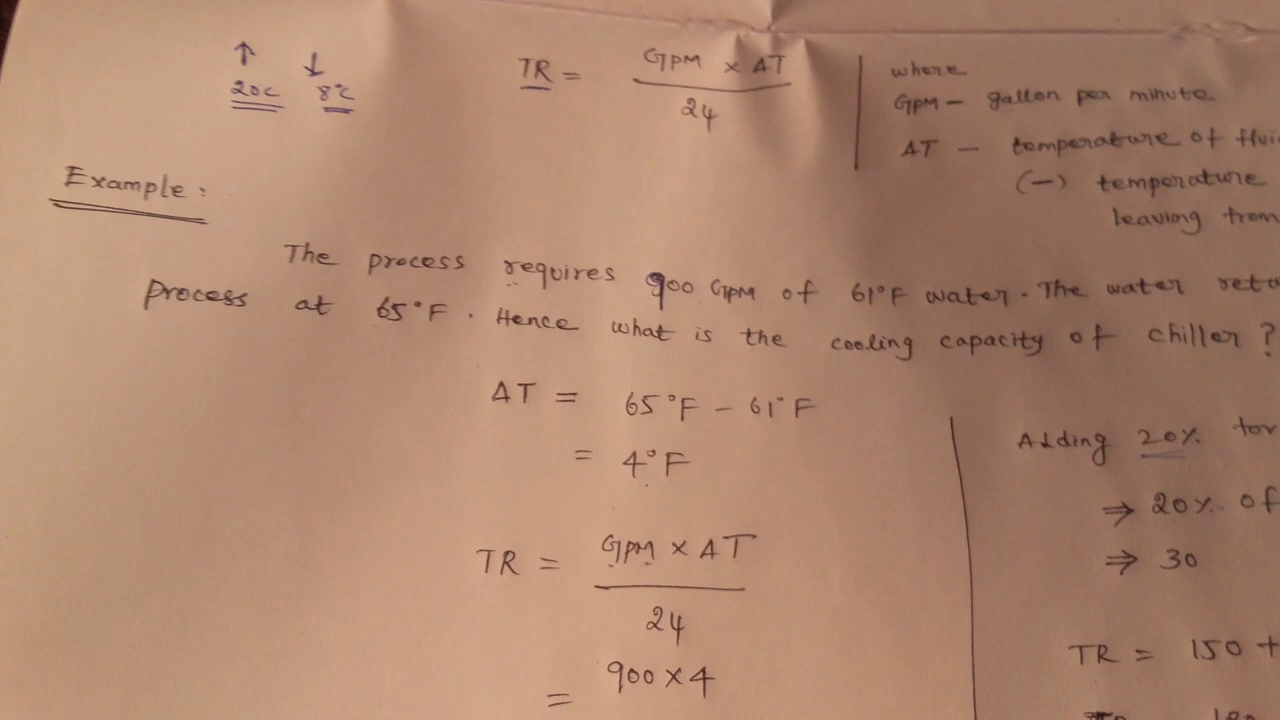 ↑ ↓
20c 8°C
TR = GPM × ΔT
24
where
GPM – gallon per minute
ΔT – temperature of flui
(–) temperature
leaving from
Example:
The process requires 900 GPM of 61°F water. The water retu
process at 65°F. Hence what is the cooling capacity of chiller?
ΔT = 65°F – 61°F
= 4°F
TR = GPM × ΔT
24
= 900 × 4
Adding 20% for
⇒ 20% of
⇒ 30
TR = 150 +